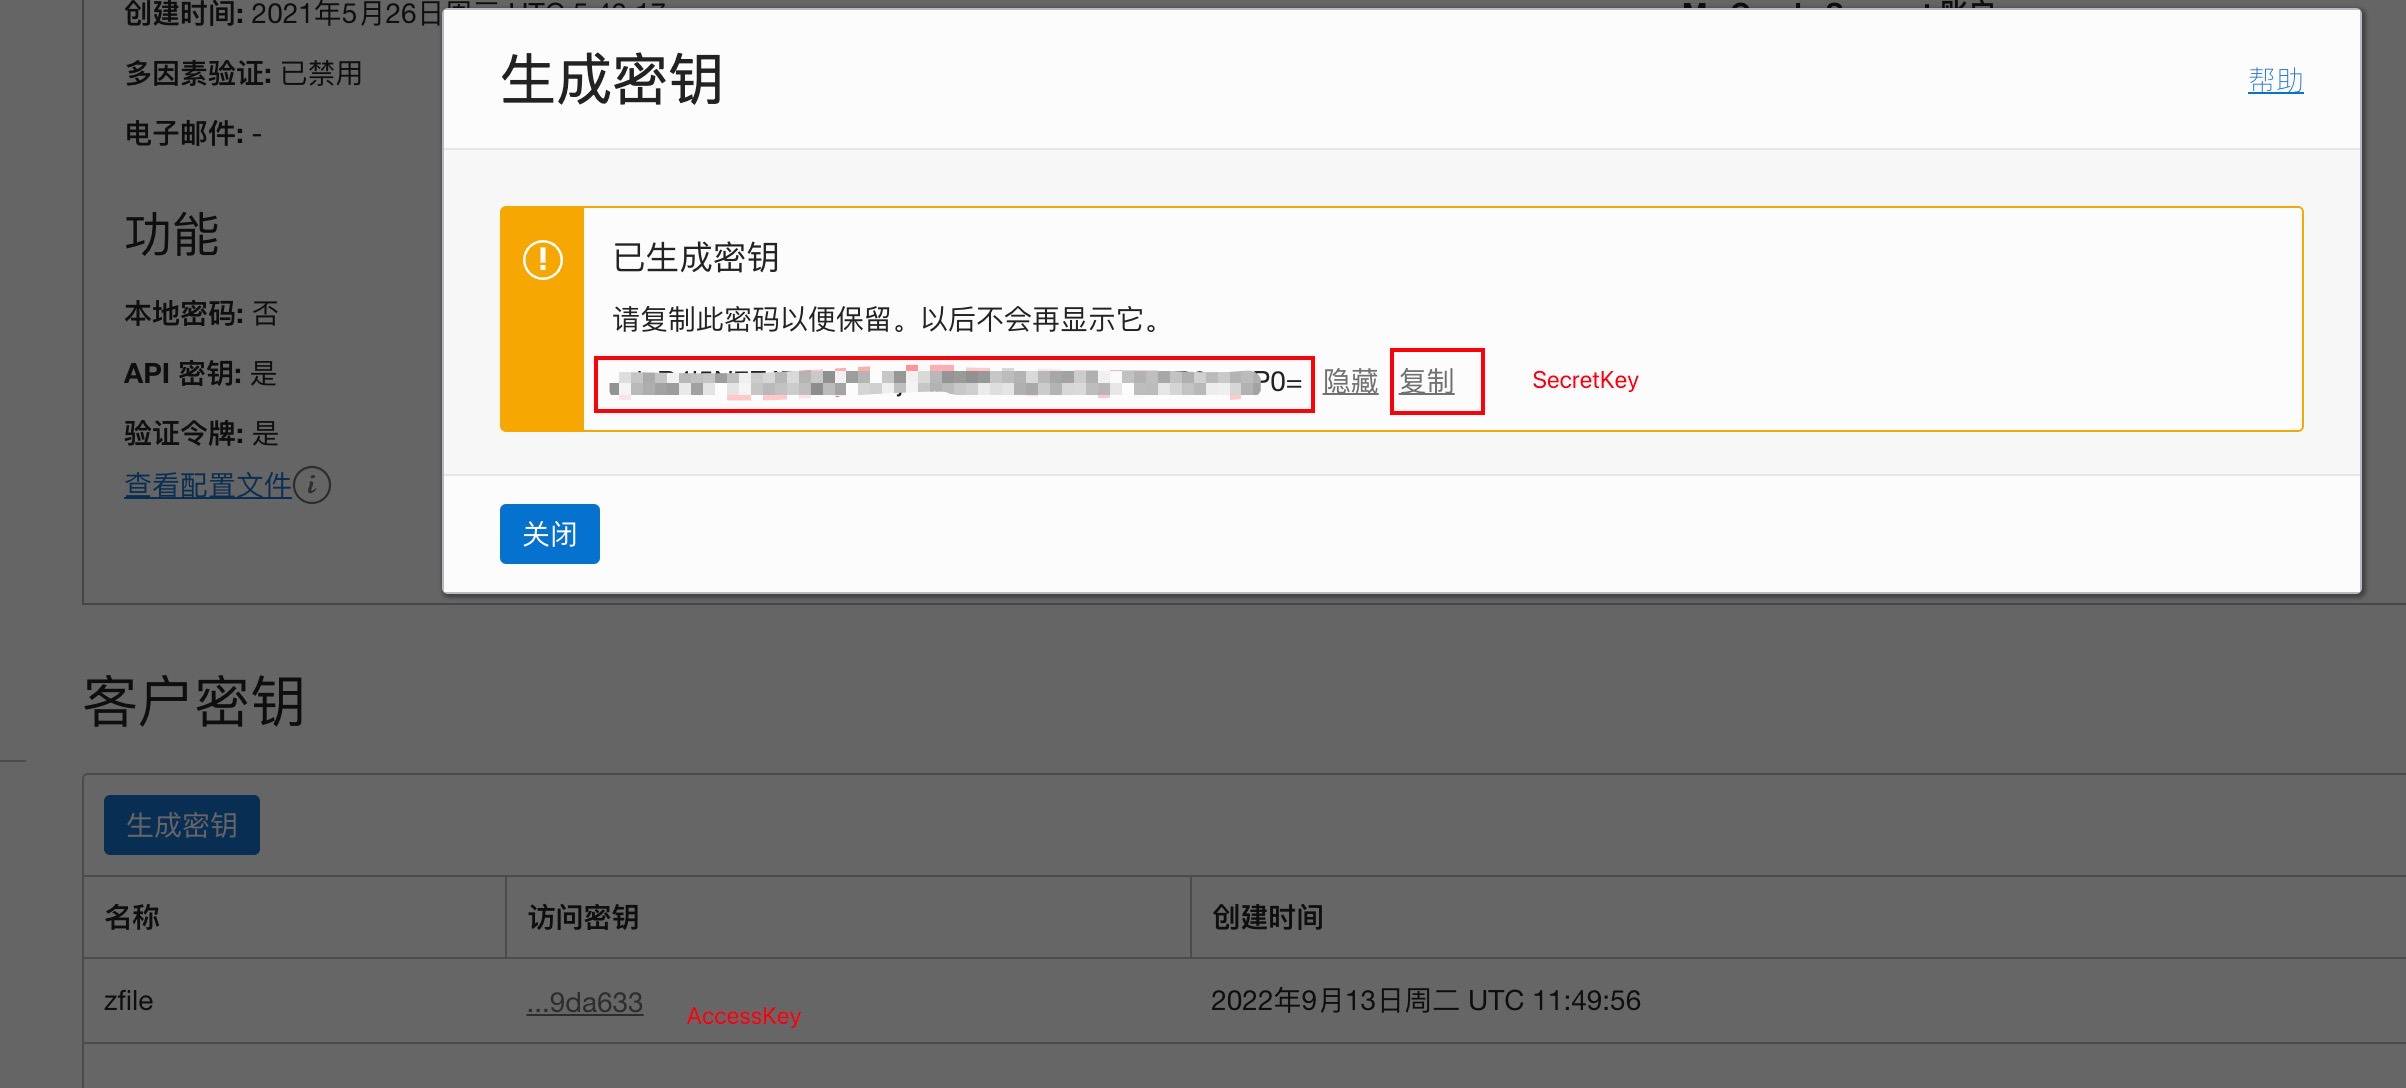 创建时间: 2021年5月26日
多因素验证: 已禁用
电子邮件: -
功能
本地密码: 否
API 密钥: 是
验证令牌: 是
查看配置文件
生成密钥
帮助
已生成密钥
请复制此密码以便保留。以后不会再显示它。
P0= 隐藏 复制 SecretKey
关闭
客户密钥
生成密钥
名称 访问密钥 创建时间
zfile ...9da633 AccessKey 2022年9月13日周二 UTC 11:49:56